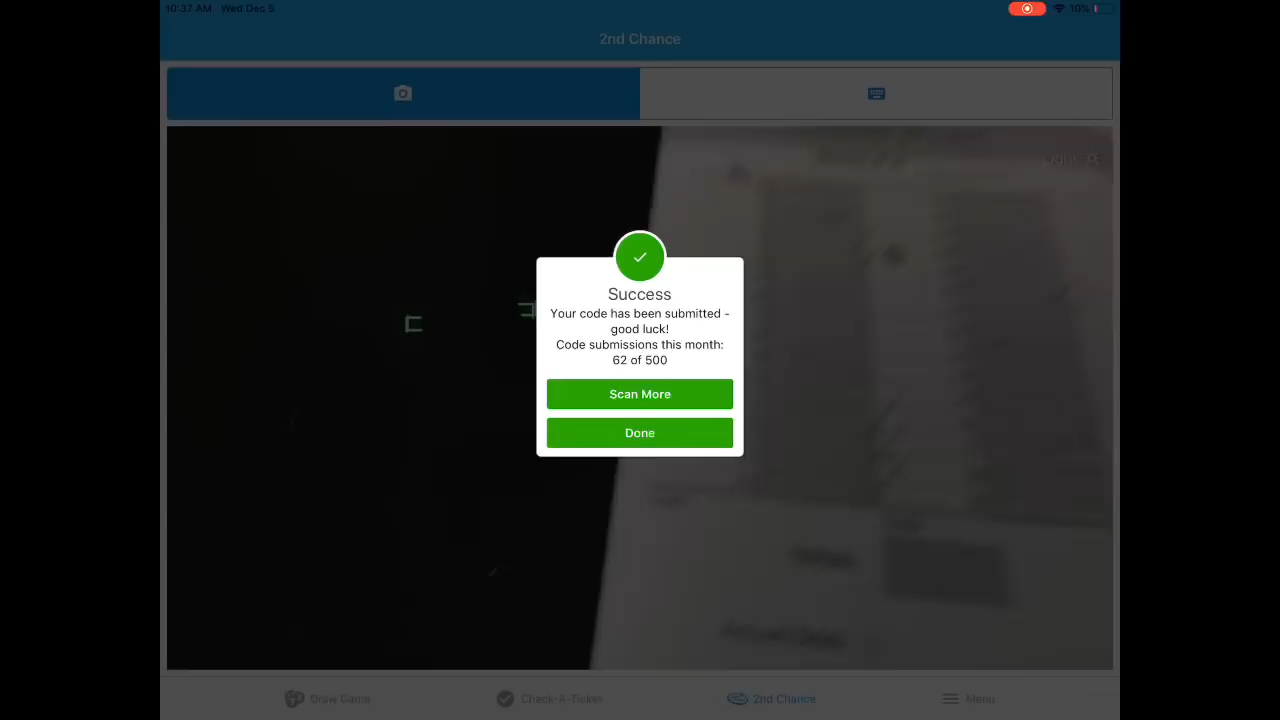 10:37 AM Wed Dec 5
10%
2nd Chance
Light
Success
Your code has been submitted -
good luck!
Code submissions this month:
62 of 500
Scan More
Done
Draw Game
Check-A-Ticket
2nd Chance
Menu